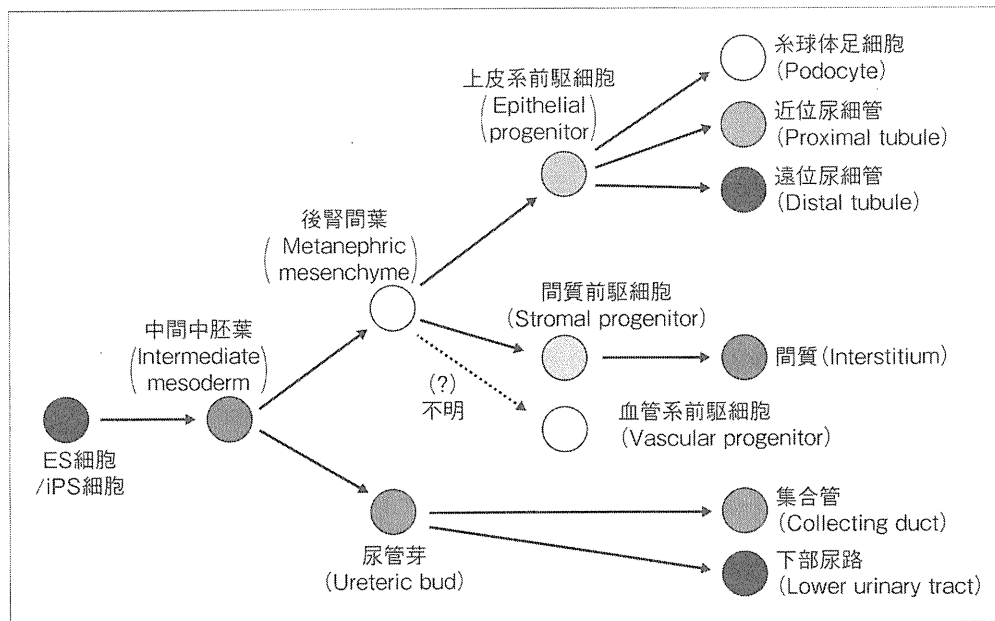 糸球体足細胞
(Podocyte)
上皮系前駆細胞
(Epithelial
progenitor)
近位尿細管
(Proximal tubule)
遠位尿細管
(Distal tubule)
後腎間葉
(Metanephric
mesenchyme)
間質前駆細胞
(Stromal progenitor)
間質(Interstitium)
中間中胚葉
(Intermediate
mesoderm)
(?)
不明
血管系前駆細胞
(Vascular progenitor)
ES細胞
/iPS細胞
尿管芽
(Ureteric bud)
集合管
(Collecting duct)
下部尿路
(Lower urinary tract)